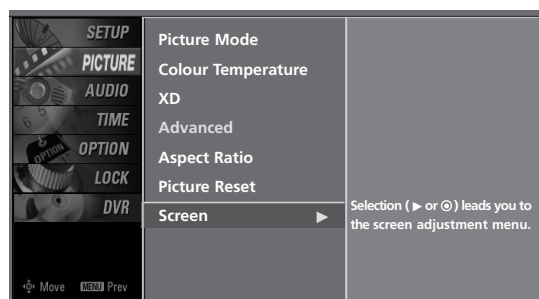 SETUP
PICTURE
AUDIO
TIME
OPTION
LOCK
DVR
Move MENU Prev
Picture Mode
Colour Temperature
XD
Advanced
Aspect Ratio
Picture Reset
Screen ▶
Selection ( ▶ or ◉ ) leads you to
the screen adjustment menu.